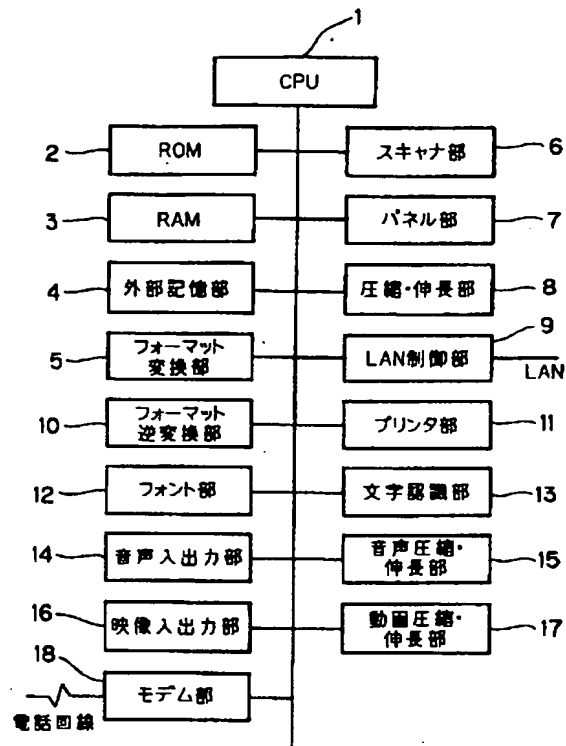 1
CPU
2
ROM
スキャナ部
6
3
RAM
パネル部
7
4
外部記憶部
圧縮・伸長部
8
5
フォーマット
変換部
LAN制御部
9
LAN
10
フォーマット
逆変換部
プリンタ部
11
12
フォント部
文字認識部
13
14
音声入出力部
音声圧縮・
伸長部
15
16
映像入出力部
動画圧縮・
伸長部
17
18
モデム部
電話回線